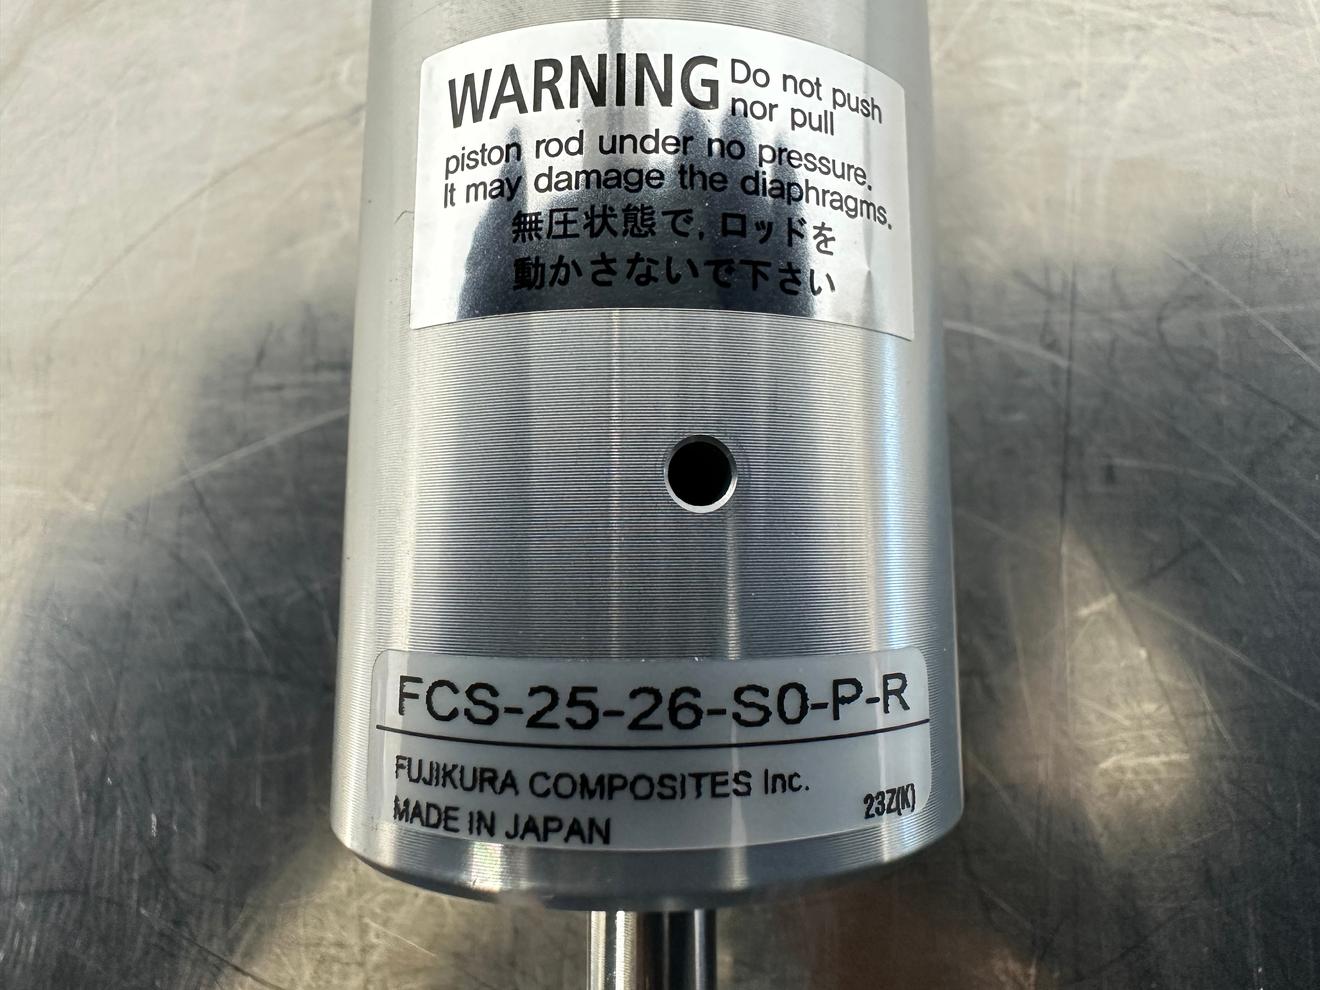 WARNING Do not push
nor pull
piston rod under no pressure.
It may damage the diaphragms.
無圧状態で,ロッドを
動かさないで下さい
FCS-25-26-S0-P-R
FUJIKURA COMPOSITES Inc.
MADE IN JAPAN 23Z(K)